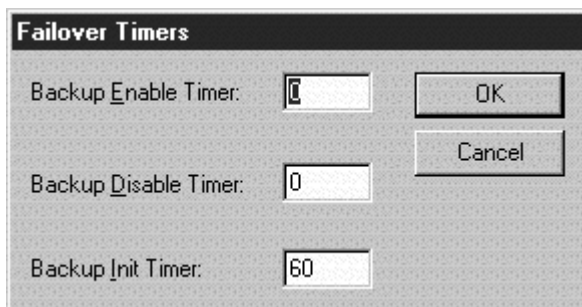 Failover Timers
Backup Enable Timer: 0 OK
Cancel
Backup Disable Timer: 0
Backup Init Timer: 60